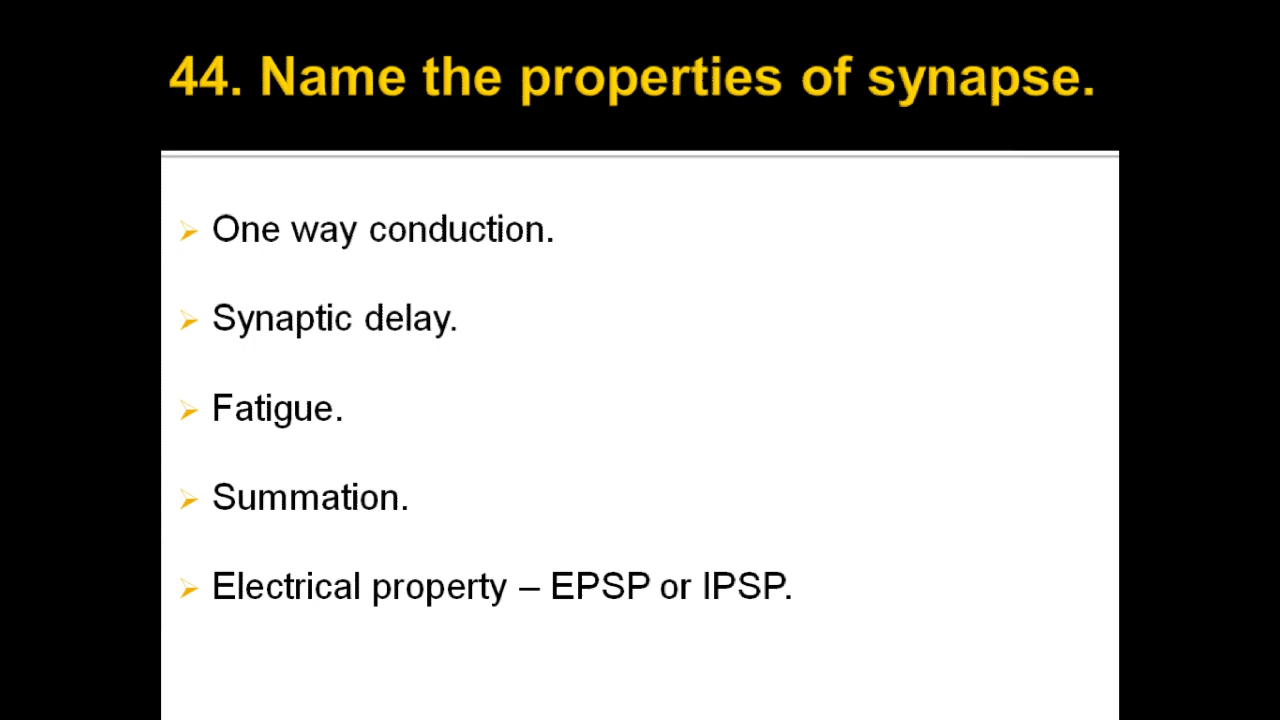 44. Name the properties of synapse.
One way conduction.
Synaptic delay.
Fatigue.
Summation.
Electrical property – EPSP or IPSP.